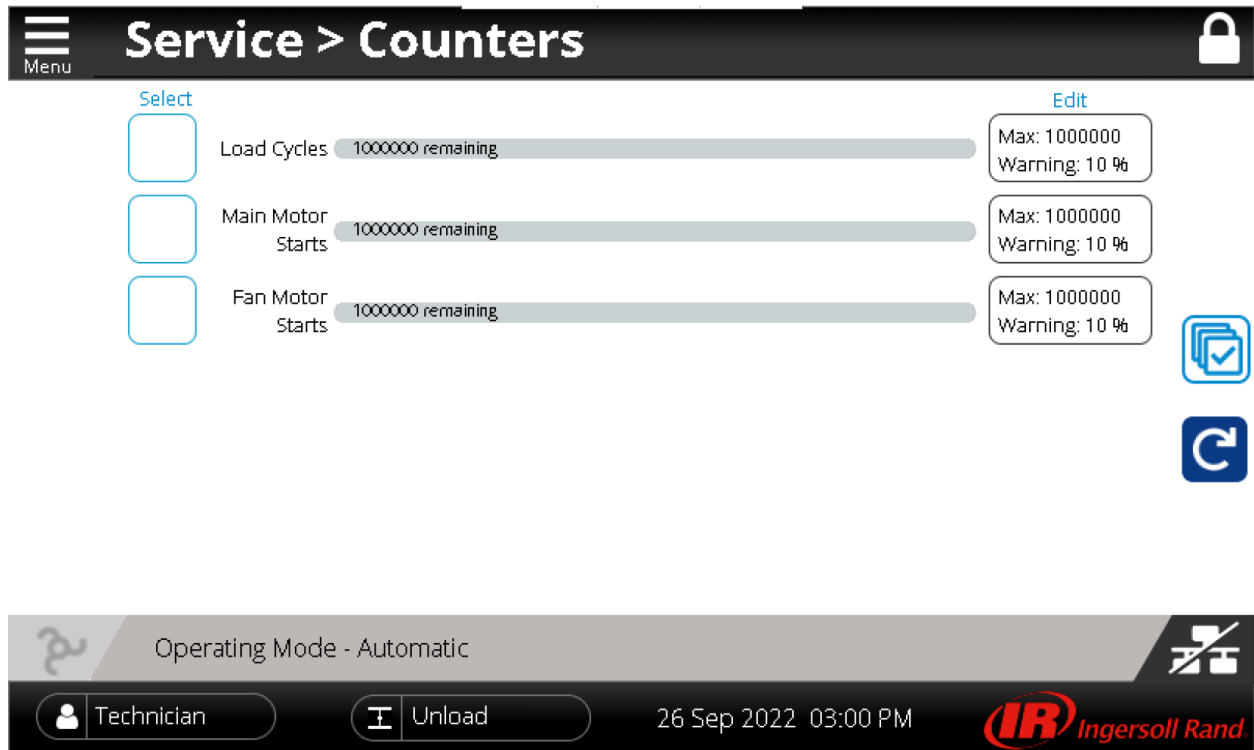 Menu
Service > Counters
Select
Edit
Load Cycles
1000000 remaining
Max: 1000000
Warning: 10 %
Main Motor
Starts
1000000 remaining
Max: 1000000
Warning: 10 %
Fan Motor
Starts
1000000 remaining
Max: 1000000
Warning: 10 %
Operating Mode - Automatic
Technician
Unload
26 Sep 2022 03:00 PM
IR Ingersoll Rand